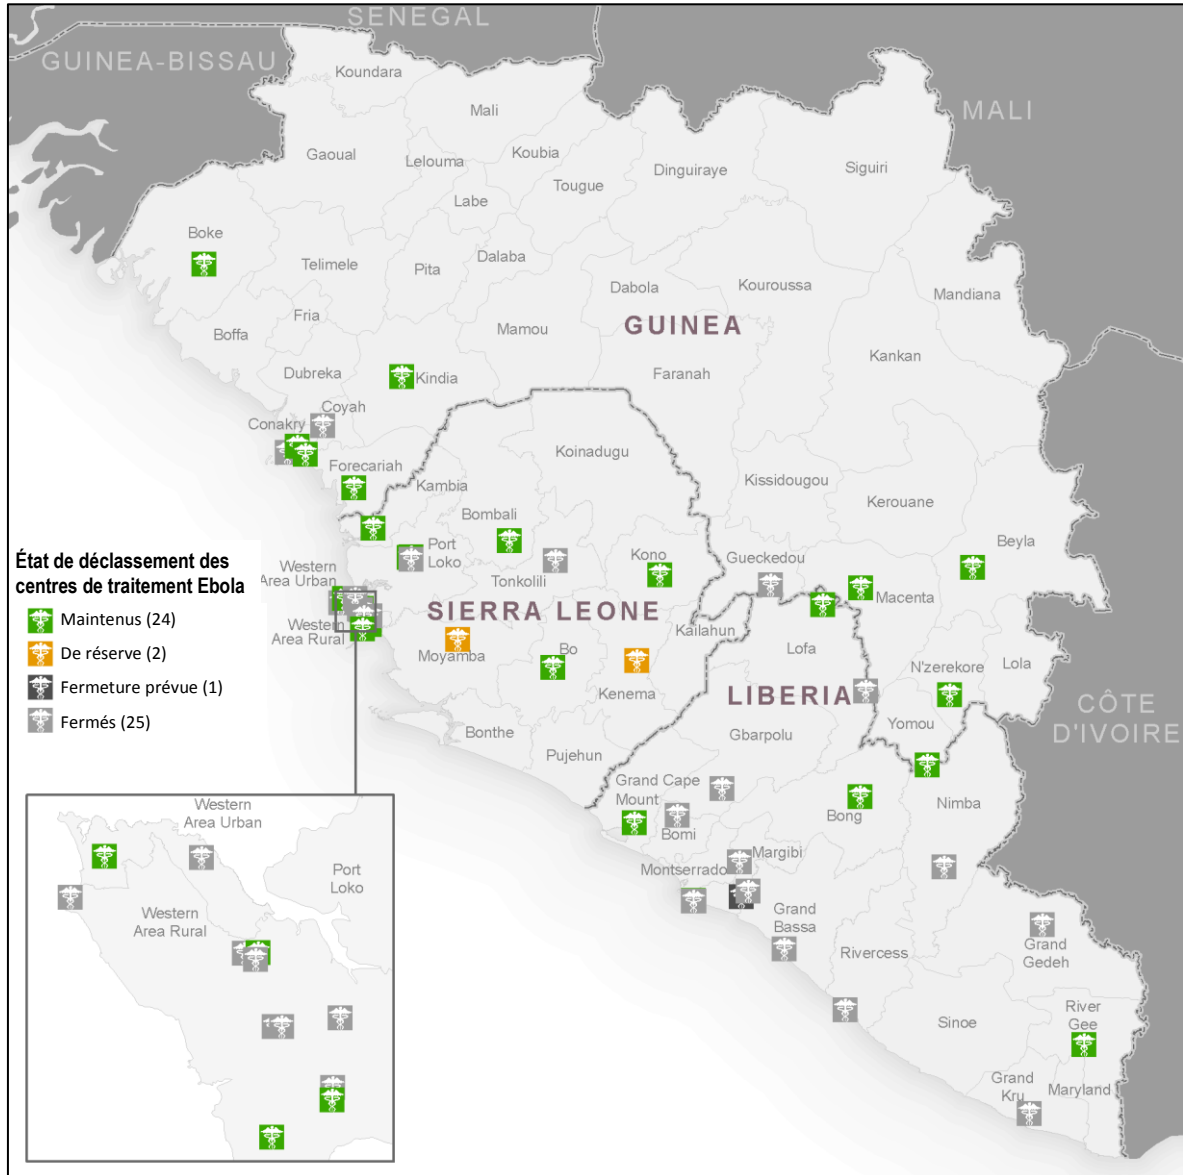 SENEGAL
GUINEA-BISSAU
Koundara
Mali
MALI
Gaoual
Lelouma
Koubia
Tougue
Dinguiraye
Siguiri
Labe
Boke
Telimele
Pita
Dalaba
Dabola
Kouroussa
Mandiana
Fria
Boffa
Mamou
GUINEA
Kankan
Dubreka
Kindia
Faranah
Coyah
Conakry
Koinadugu
Forecariah
Kambia
Kissidougou
Kerouane
Bombali
Beyla
Port
Loko
Kono
Gueckedou
État de déclassement des
centres de traitement Ebola
Western
Area Urban
Tonkolili
Macenta
Maintenus (24)
SIERRA LEONE
Western
Area Rural
Kailahun
De réserve (2)
Moyamba
Bo
Lofa
N'zerekore
Lola
Fermeture prévue (1)
Kenema
LIBERIA
CÔTE
D'IVOIRE
Fermés (25)
Bonthe
Yomou
Gbarpolu
Pujehun
Grand Cape
Mount
Nimba
Bong
Bomi
Western
Area Urban
Margibi
Montserrado
Port
Loko
Western
Area Rural
Grand
Bassa
Rivercess
Grand
Gedeh
River
Gee
Sinoe
Grand
Kru
Maryland